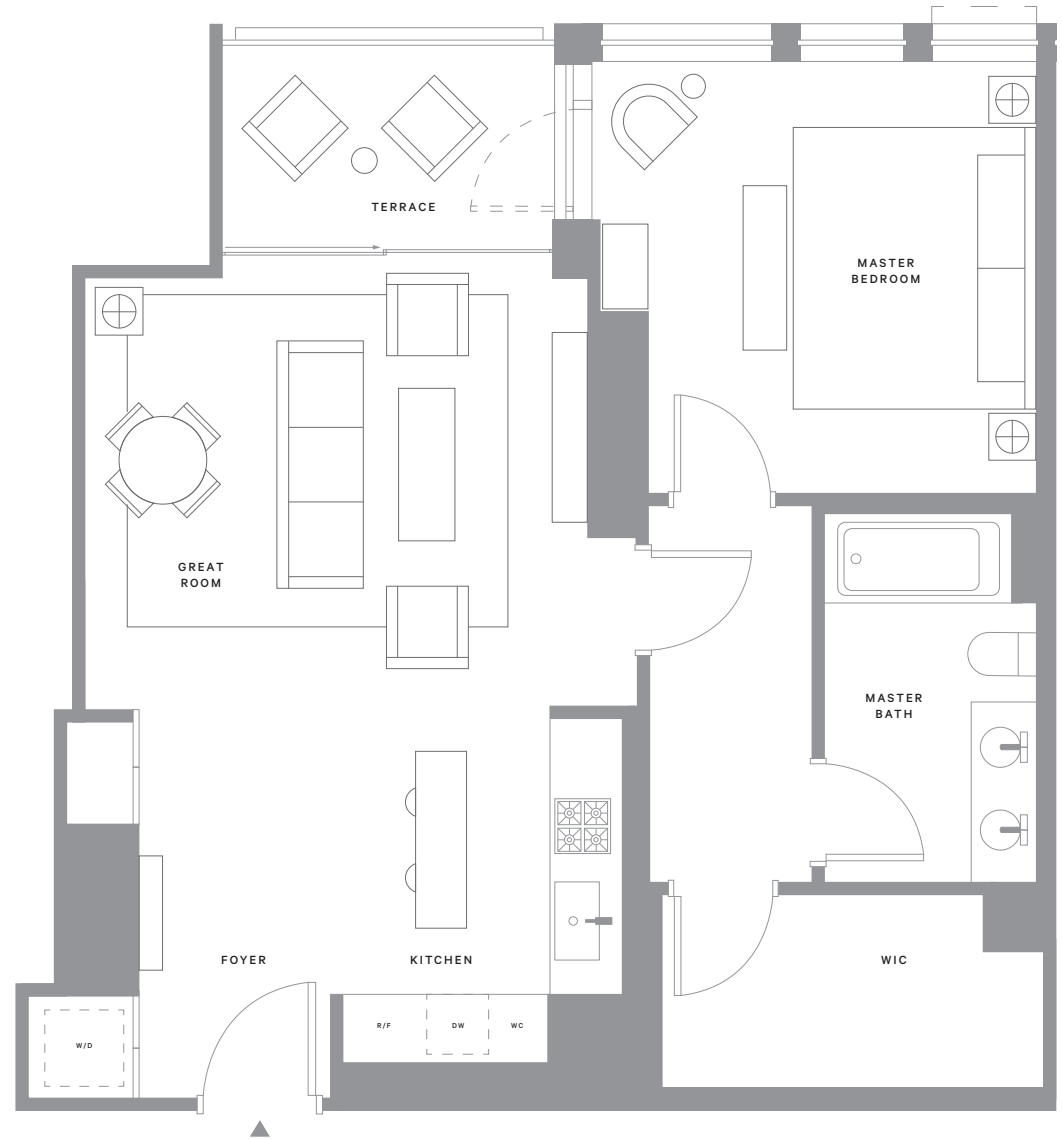 TERRACE
MASTER
BEDROOM
GREAT
ROOM
MASTER
BATH
FOYER
KITCHEN
WIC
R/F
DW
WC
W/D